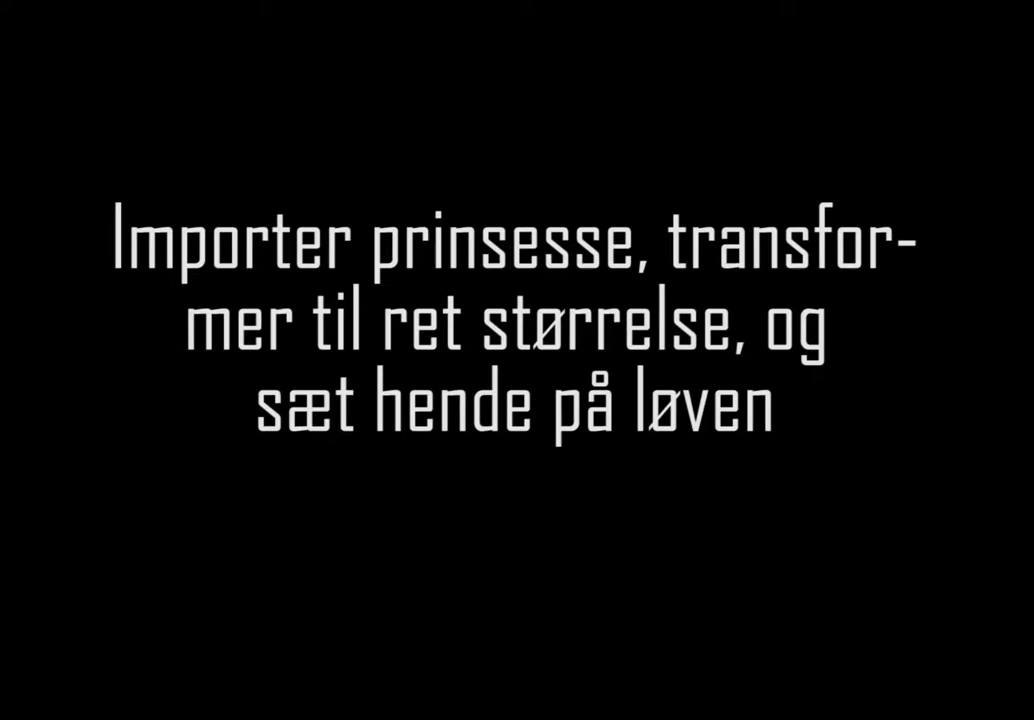 Importer prinsesse, transfor-
mer til ret størrelse, og
sæt hende på løven